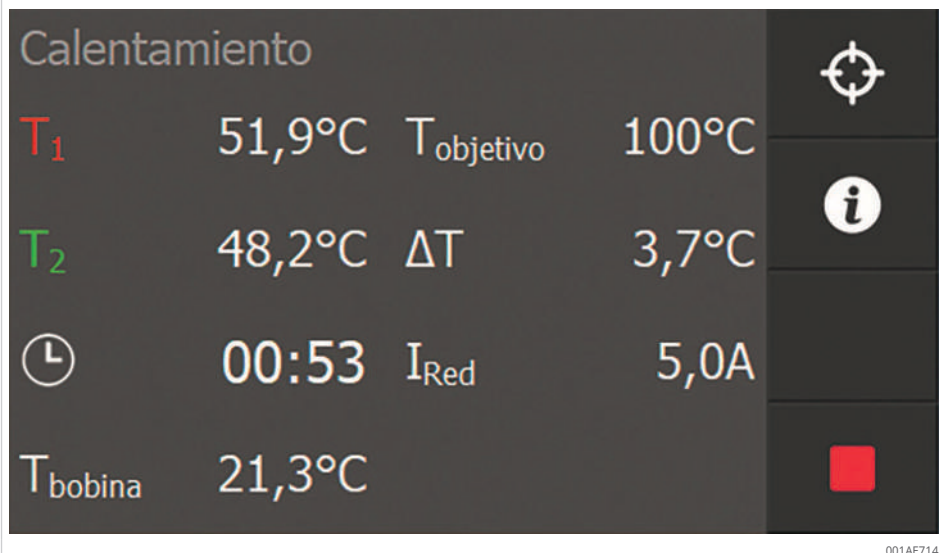 Calentamiento
T1 51,9°C Tobjetivo 100°C
T2 48,2°C ΔT 3,7°C
00:53 IRed 5,0A
Tbobina 21,3°C
001AF714